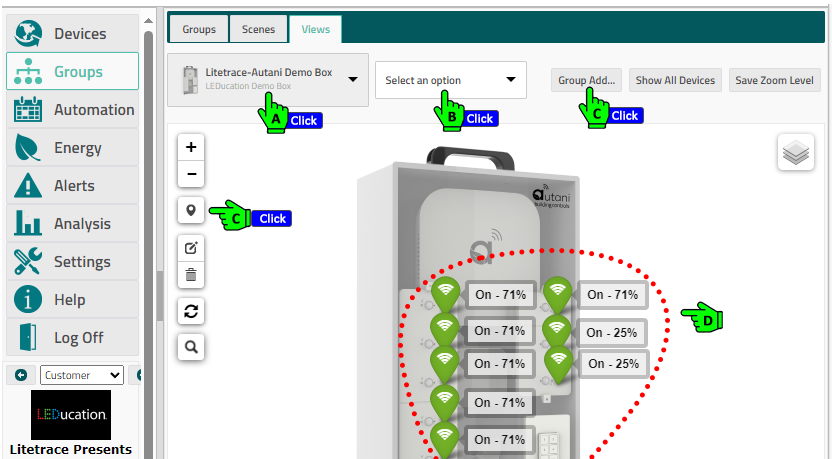 Devices
Groups
Automation
Energy
Alerts
Analysis
Settings
Help
Log Off
Customer
LEDucation
Litetrace Presents
Groups Scenes Views
Litetrace-Autani Demo Box
LEDucation Demo Box
Select an option
Group Add...
Show All Devices
Save Zoom Level
A Click
B Click
C Click
+
−
C Click
autani
building controls
a
On - 71% On - 71%
D
On - 71% On - 25%
On - 71% On - 25%
On - 71%
On - 71%